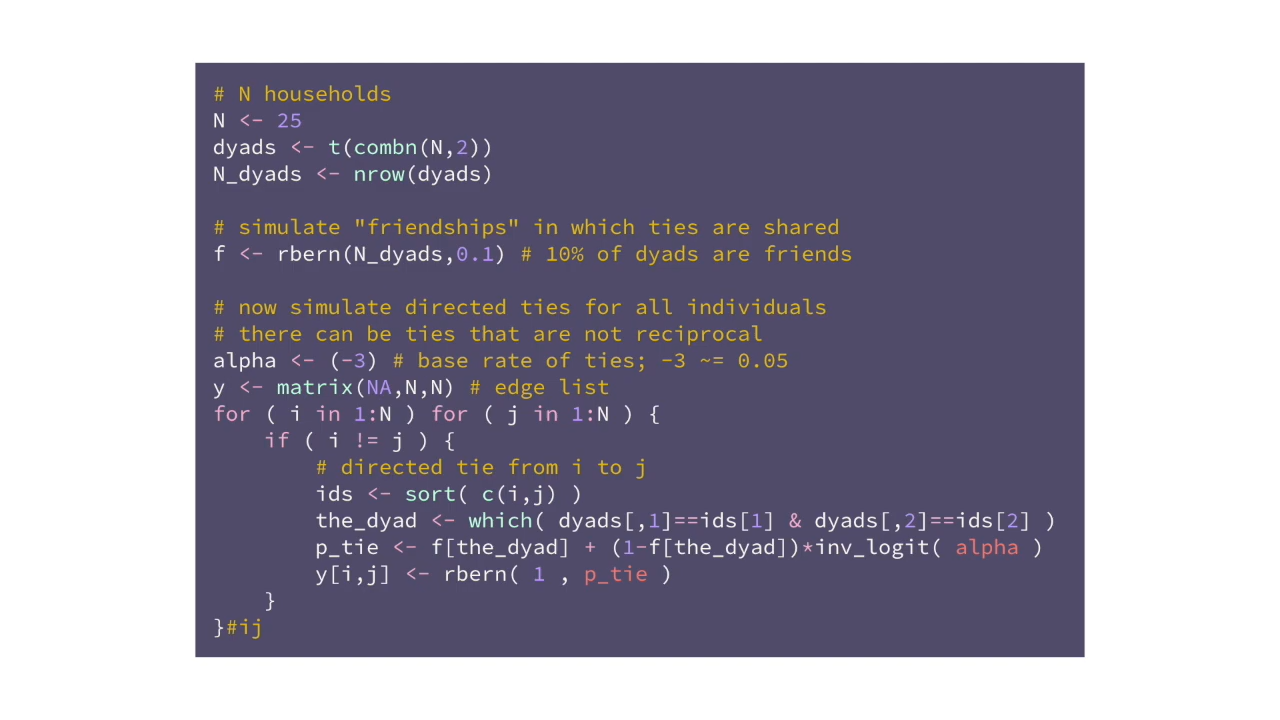 # N households
N <- 25
dyads <- t(combn(N,2))
N_dyads <- nrow(dyads)
# simulate "friendships" in which ties are shared
f <- rbern(N_dyads,0.1) # 10% of dyads are friends
# now simulate directed ties for all individuals
# there can be ties that are not reciprocal
alpha <- (-3) # base rate of ties; -3 ~= 0.05
y <- matrix(NA,N,N) # edge list
for ( i in 1:N ) for ( j in 1:N ) {
    if ( i != j ) {
        # directed tie from i to j
        ids <- sort( c(i,j) )
        the_dyad <- which( dyads[,1]==ids[1] & dyads[,2]==ids[2] )
        p_tie <- f[the_dyad] + (1-f[the_dyad])*inv_logit( alpha )
        y[i,j] <- rbern( 1 , p_tie )
    }
}#ij